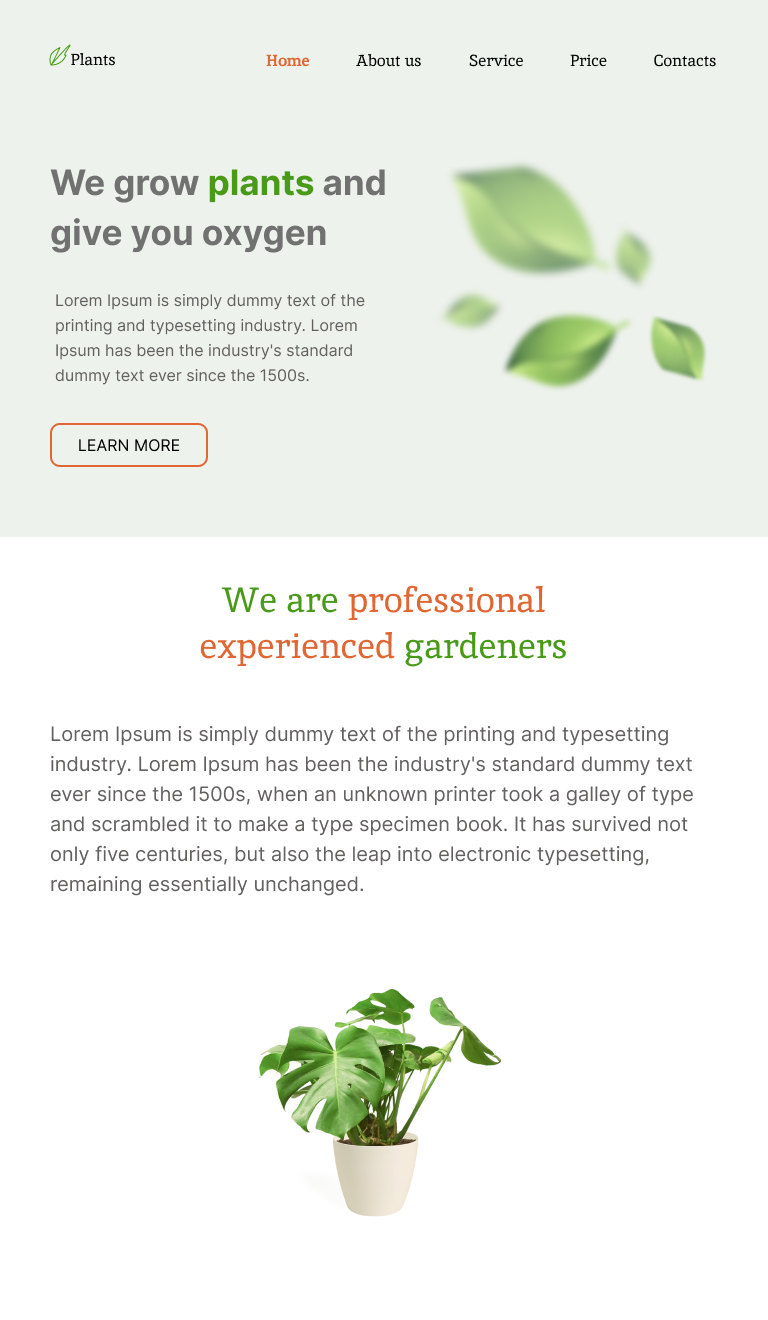 Plants
Home About us Service Price Contacts
We grow plants and
give you oxygen
Lorem Ipsum is simply dummy text of the
printing and typesetting industry. Lorem
Ipsum has been the industry's standard
dummy text ever since the 1500s.
LEARN MORE
We are professional
experienced gardeners
Lorem Ipsum is simply dummy text of the printing and typesetting
industry. Lorem Ipsum has been the industry's standard dummy text
ever since the 1500s, when an unknown printer took a galley of type
and scrambled it to make a type specimen book. It has survived not
only five centuries, but also the leap into electronic typesetting,
remaining essentially unchanged.